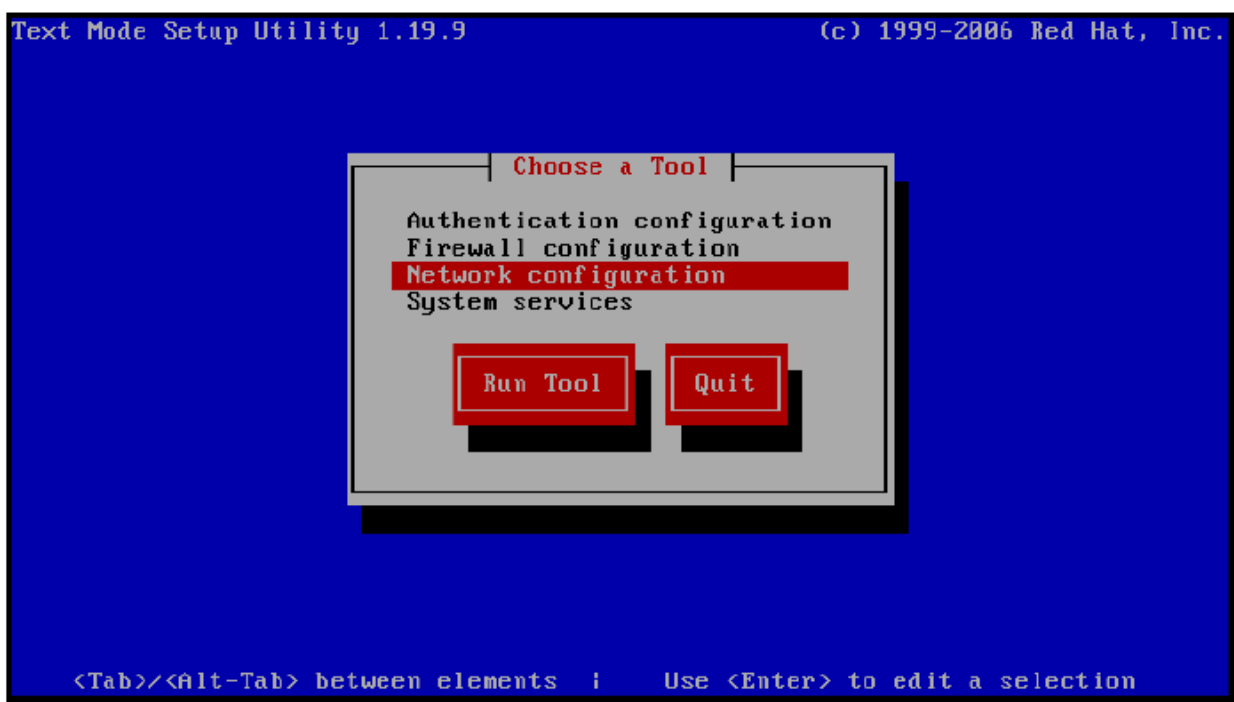 Text Mode Setup Utility 1.19.9 (c) 1999-2006 Red Hat, Inc.
Choose a Tool
Authentication configuration
Firewall configuration
Network configuration
System services
Run Tool Quit
<Tab>/<Alt-Tab> between elements | Use <Enter> to edit a selection